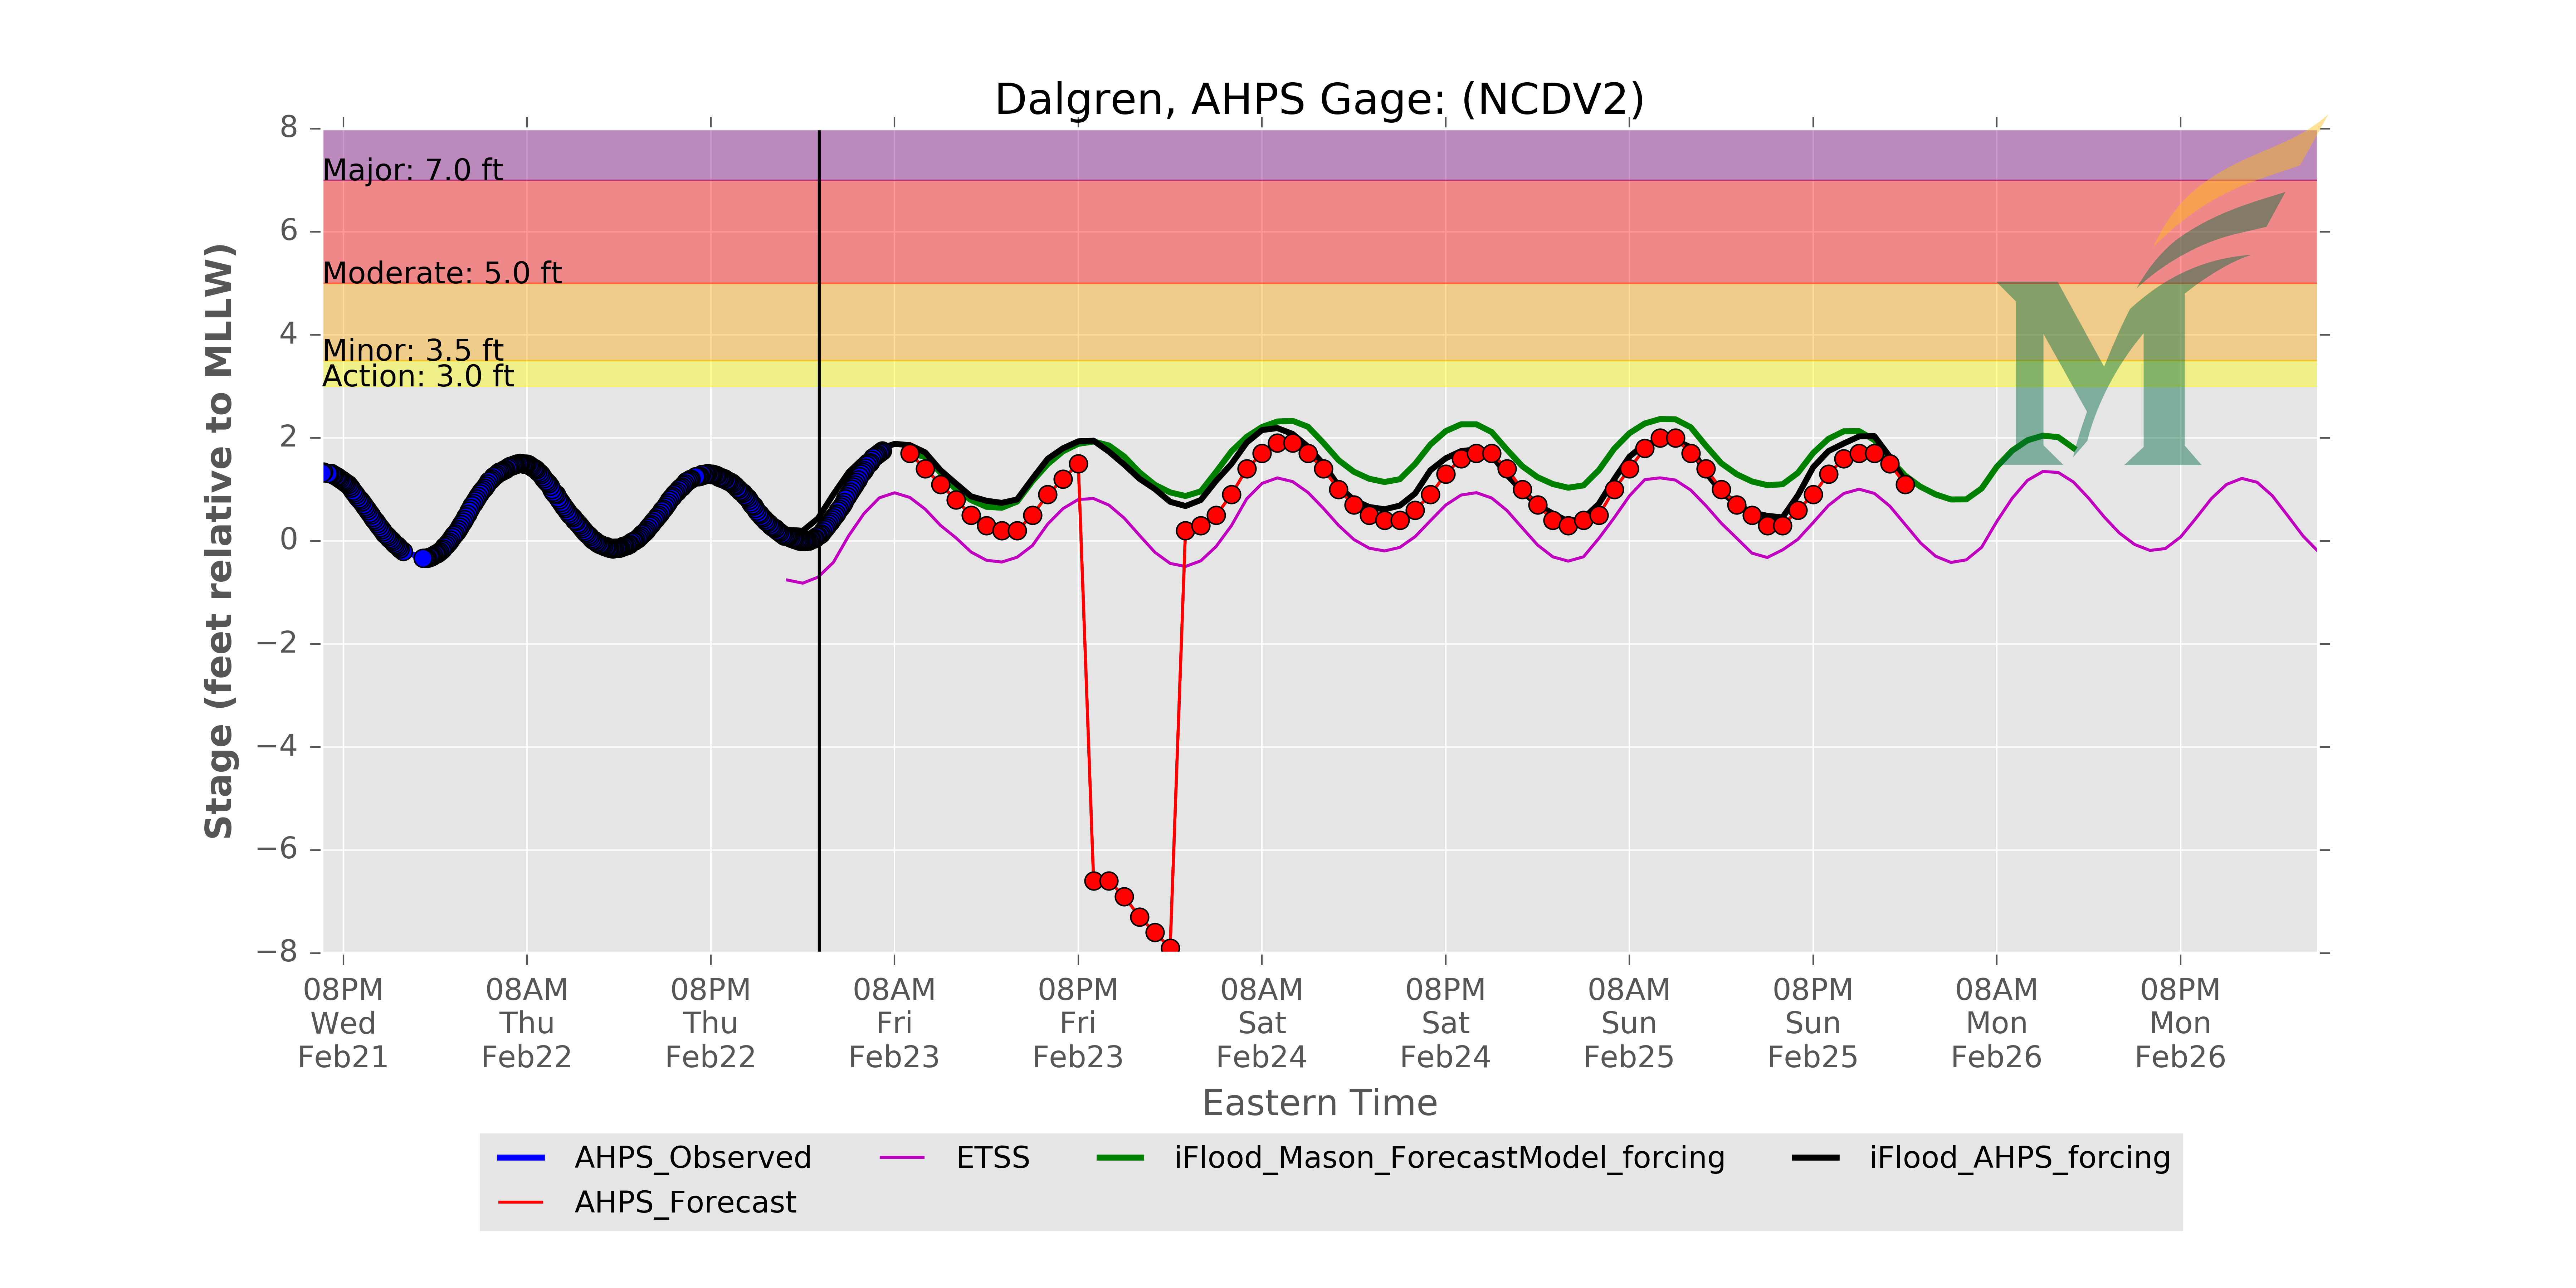 Dalgren, AHPS Gage: (NCDV2)
8
6
4
2
0
−2
−4
−6
−8
Stage (feet relative to MLLW)
Major: 7.0 ft
Moderate: 5.0 ft
Minor: 3.5 ft
Action: 3.0 ft
M
08PM 08AM 08PM 08AM 08PM 08AM 08PM 08AM 08PM 08AM 08PM
Wed Thu Thu Fri Fri Sat Sat Sun Sun Mon Mon
Feb21 Feb22 Feb22 Feb23 Feb23 Feb24 Feb24 Feb25 Feb25 Feb26 Feb26
Eastern Time
AHPS_Observed ETSS iFlood_Mason_ForecastModel_forcing iFlood_AHPS_forcing
AHPS_Forecast